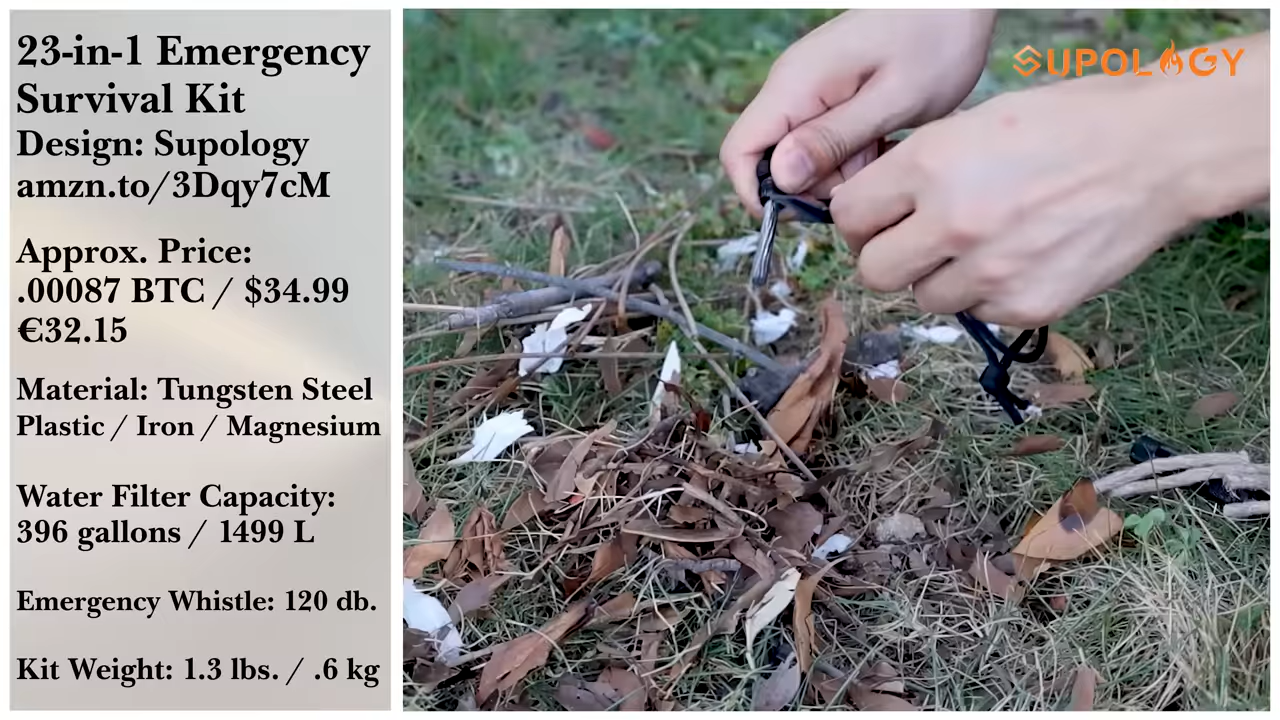 23-in-1 Emergency
Survival Kit
Design: Supology
amzn.to/3Dqy7cM
Approx. Price:
.00087 BTC / $34.99
€32.15
Material: Tungsten Steel
Plastic / Iron / Magnesium
Water Filter Capacity:
396 gallons / 1499 L
Emergency Whistle: 120 db.
Kit Weight: 1.3 lbs. / .6 kg
SUPOLOGY